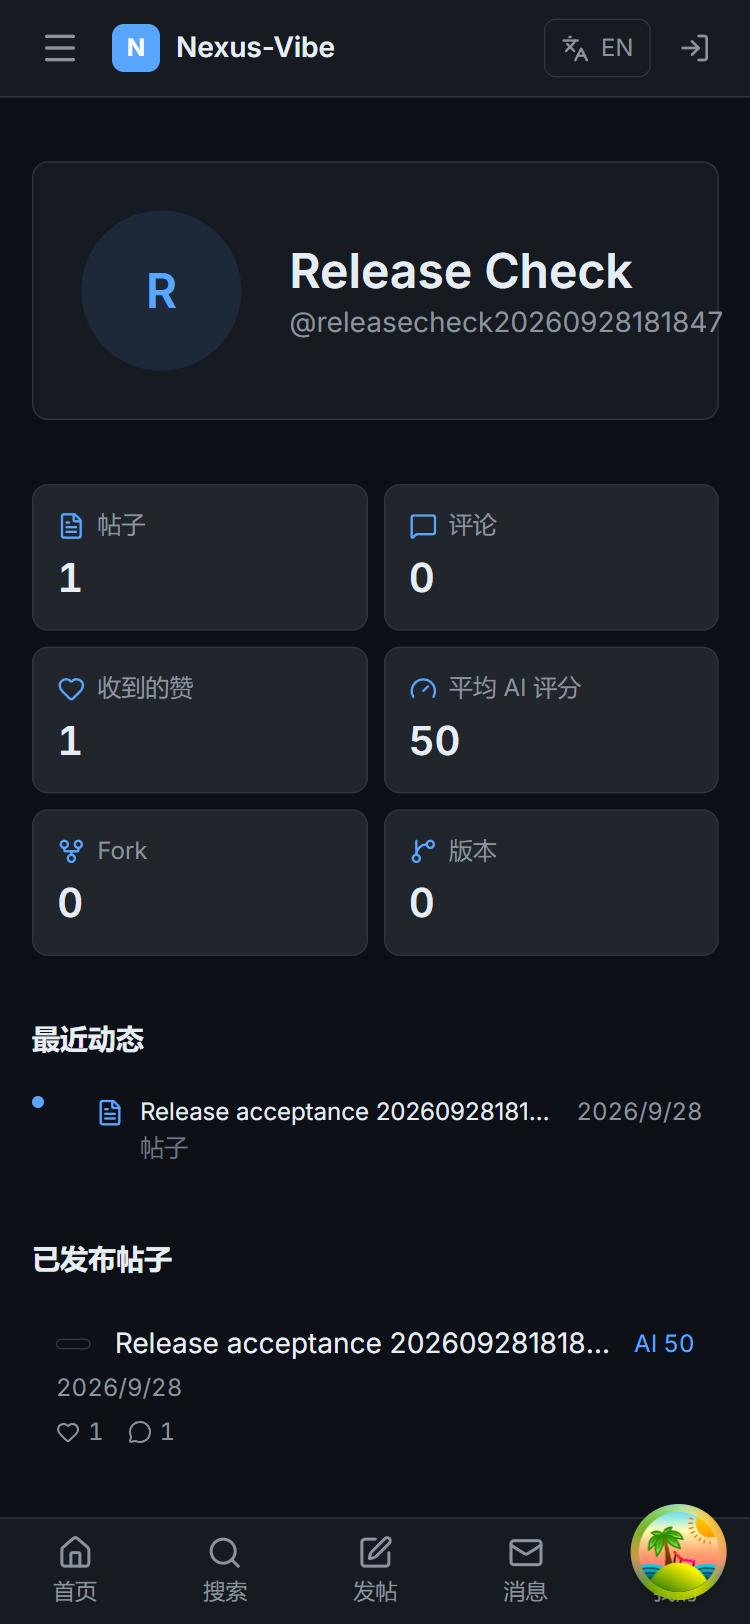 N Nexus-Vibe EN
R
Release Check
@releasecheck20260928181847
帖子
1
评论
0
收到的赞
1
平均 AI 评分
50
Fork
0
版本
0
最近动态
Release acceptance 20260928181... 2026/9/28
帖子
已发布帖子
Release acceptance 202609281818... AI 50
2026/9/28
1 1
首页 搜索 发帖 消息